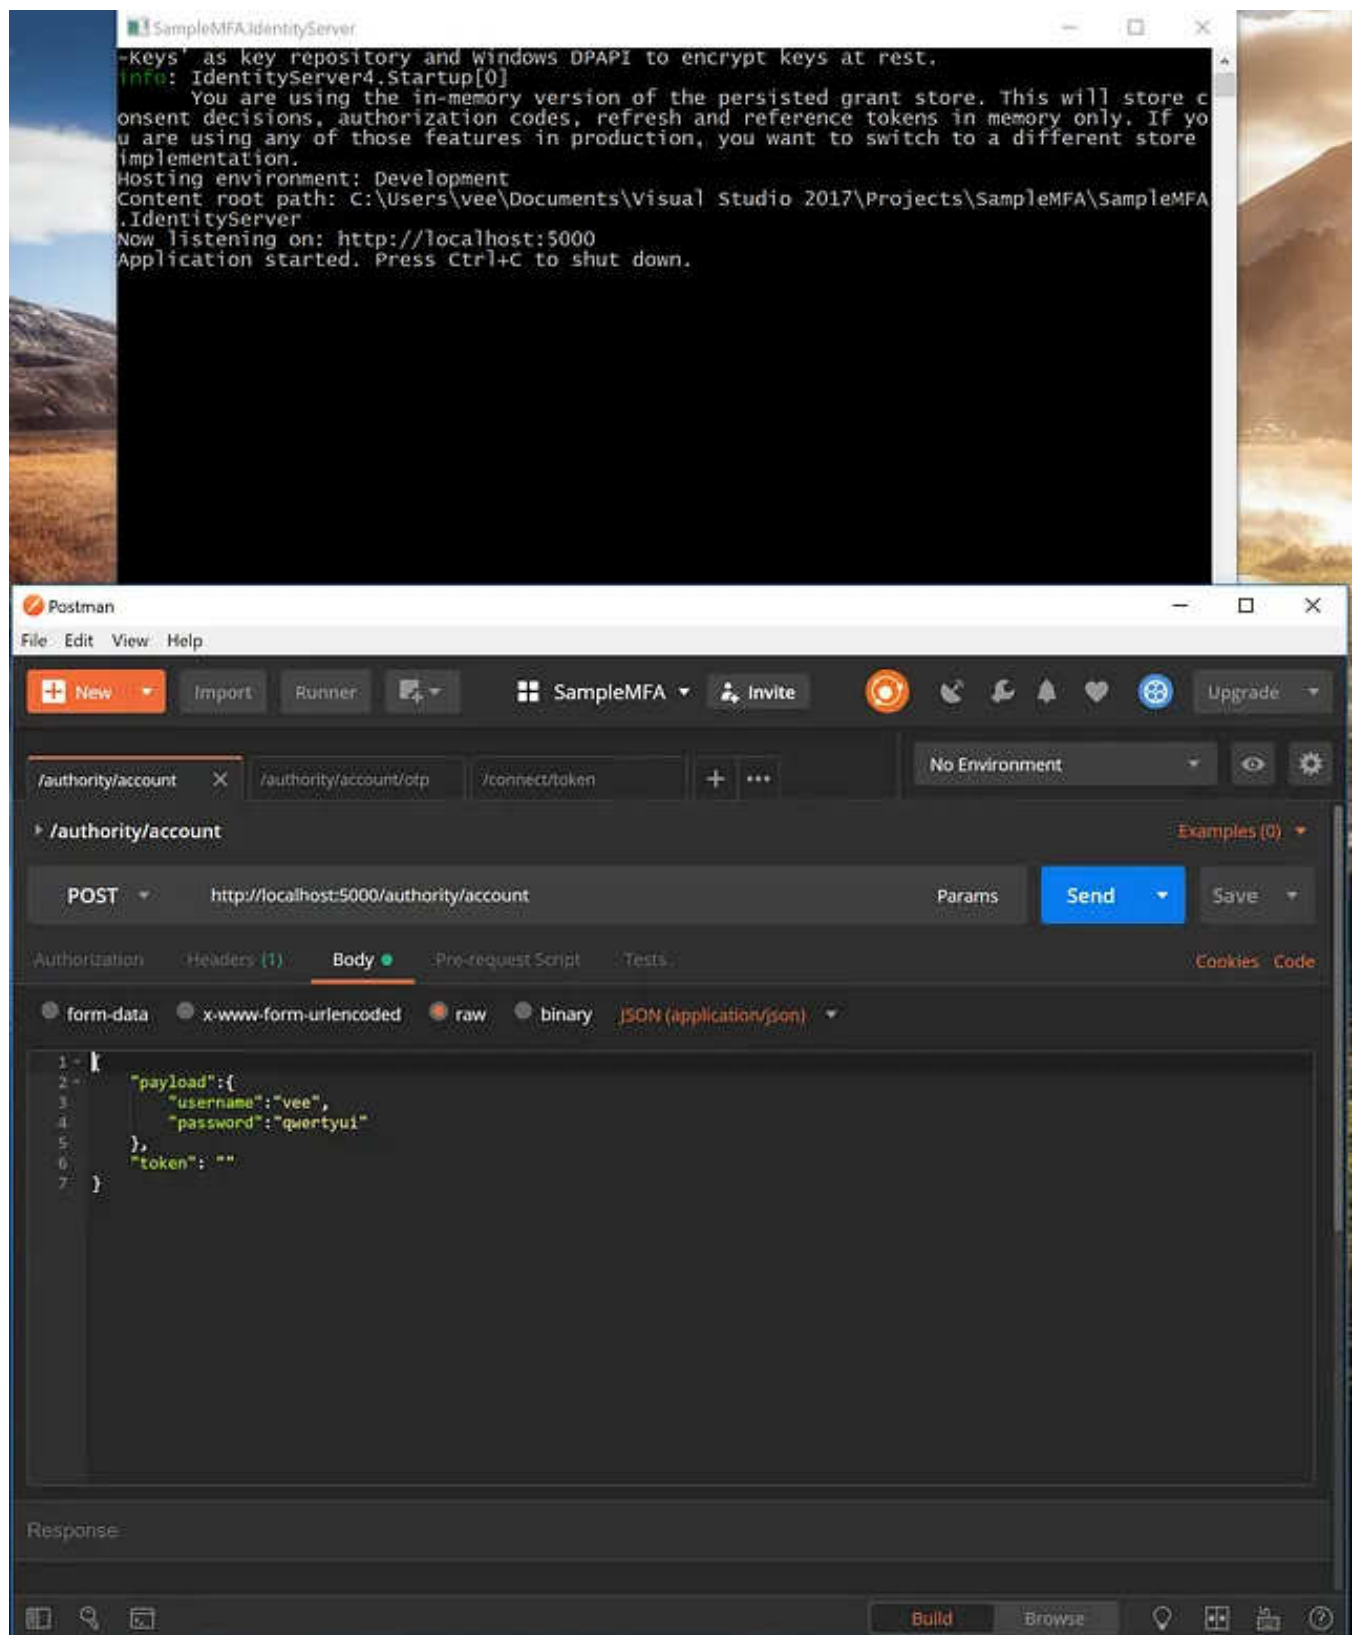 SampleMFA.IdentityServer
-Keys' as key repository and Windows DPAPI to encrypt keys at rest.
info: IdentityServer4.Startup[0]
You are using the in-memory version of the persisted grant store. This will store c
onsent decisions, authorization codes, refresh and reference tokens in memory only. If yo
u are using any of those features in production, you want to switch to a different store
implementation.
Hosting environment: Development
Content root path: C:\Users\vee\Documents\Visual Studio 2017\Projects\SampleMFA\SampleMFA
.IdentityServer
Now listening on: http://localhost:5000
Application started. Press Ctrl+C to shut down.
Postman
File Edit View Help
New Import Runner SampleMFA Invite Upgrade
/authority/account /authority/account/otp /connect/token No Environment
/authority/account Examples (0)
POST http://localhost:5000/authority/account Params Send Save
Authorization Headers (1) Body Pre-request Script Tests Cookies Code
form-data x-www-form-urlencoded raw binary JSON (application/json)
1 {
2 "payload":{
3 "username":"vee",
4 "password":"qwertyui"
5 },
6 "token": ""
7 }
Response
Build Browse